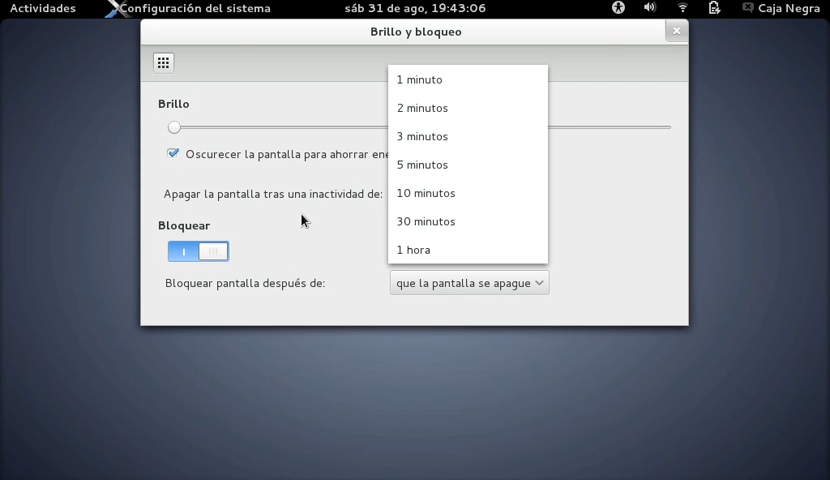 Actividades Configuración del sistema sáb 31 de ago, 19:43:06 Caja Negra
Brillo y bloqueo
Brillo
Oscurecer la pantalla para ahorrar ene
Apagar la pantalla tras una inactividad de:
1 minuto
2 minutos
3 minutos
5 minutos
10 minutos
30 minutos
1 hora
Bloquear
Bloquear pantalla después de: que la pantalla se apague